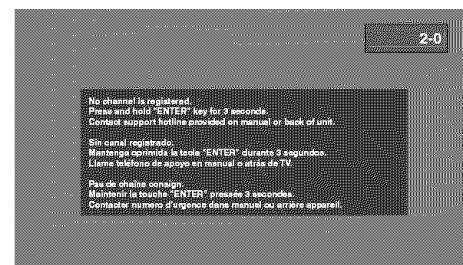 2-0
No channel is registered.
Press and hold "ENTER" key for 3 seconds.
Contact support hotline provided on manual or back of unit.
Sin canal registrado.
Mantenga oprimida la tecla "ENTER" durante 3 segundos.
Llame teléfono de apoyo en manual o atrás de TV.
Pas de chaîne consign.
Maintenir la touche "ENTER" pressée 3 secondes.
Contacter numero d'urgence dans manuel ou arrière appareil.